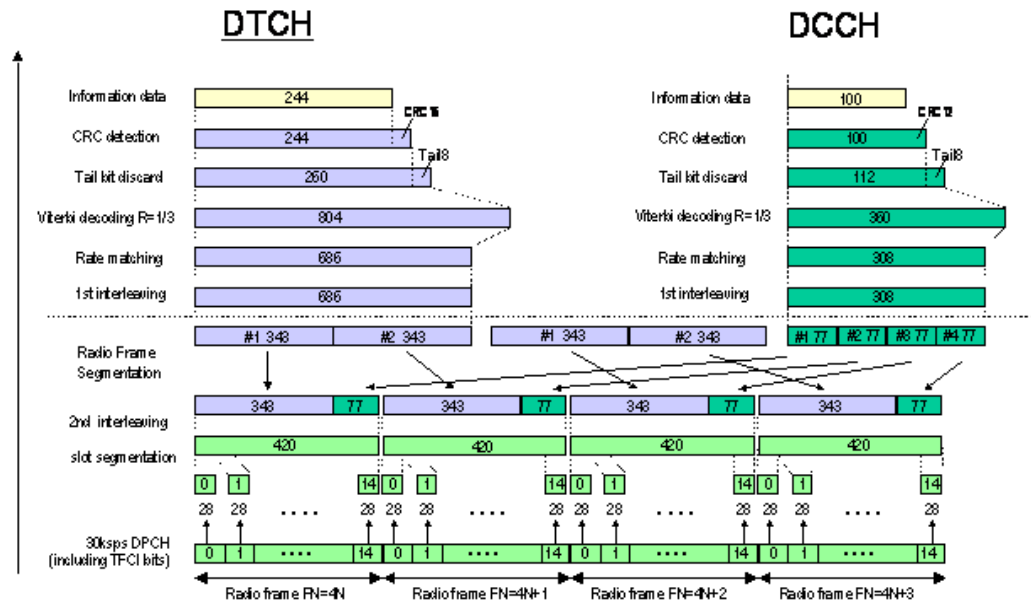 DTCH
DCCH
Information data
244
Information data
100
CRC16
CRC12
CRC detection
244
CRC detection
100
Tail8
Tail8
Tail bit discard
260
Tail bit discard
112
Viterbi decoding R=1/3
804
Viterbi decoding R=1/3
360
Rate matching
686
Rate matching
308
1st interleaving
686
1st interleaving
308
#1 343
#2 343
#1 343
#2 343
#1 77
#2 77
#3 77
#4 77
Radio Frame
Segmentation
343
77
343
77
343
77
343
77
2nd interleaving
420
420
420
420
slot segmentation
0
1
14
0
1
14
0
1
14
0
1
14
28
28
....
28
28
28
....
28
28
28
....
28
28
28
....
28
30ksps DPCH
(including TFCI bits)
0
1
....
14
0
1
....
14
0
1
....
14
0
1
....
14
Radio frame FN=4N
Radio frame FN=4N+1
Radio frame FN=4N+2
Radio frame FN=4N+3